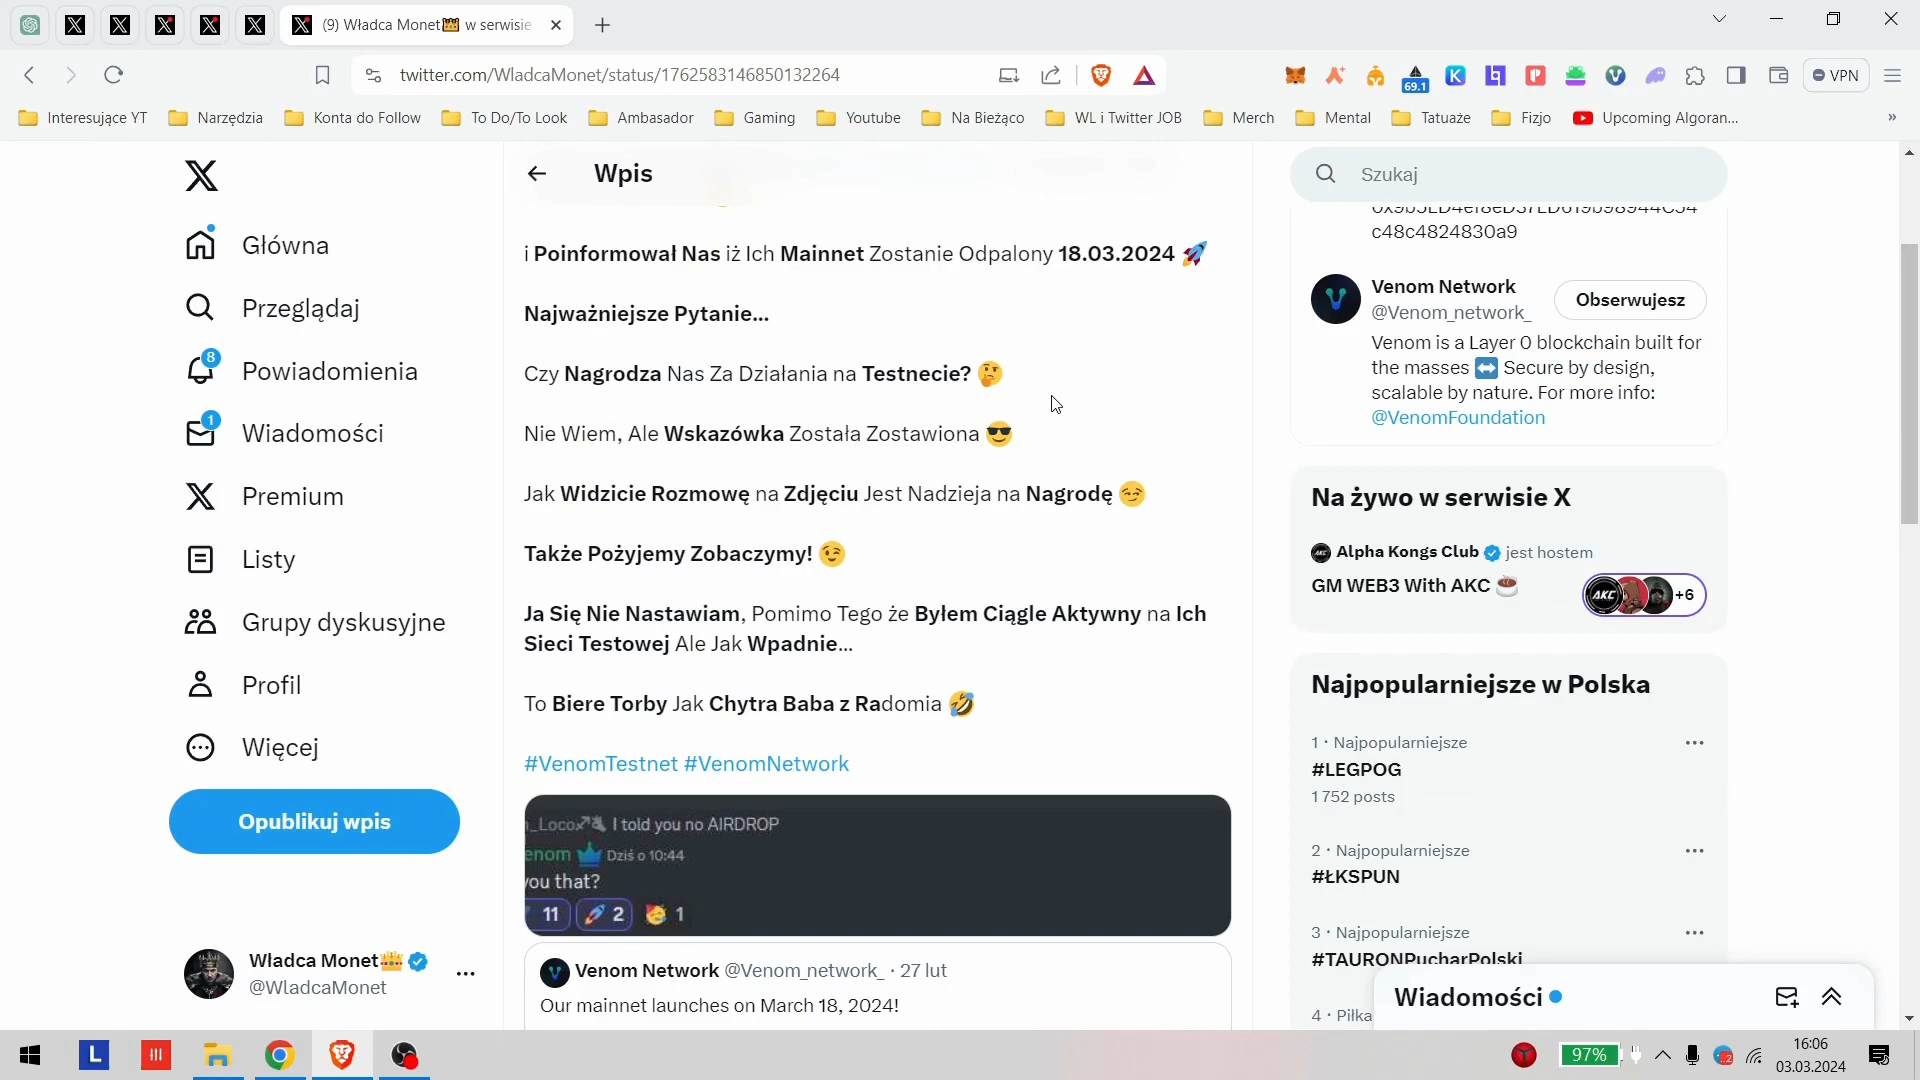 (9) Władca Monet w serwisie
twitter.com/WladcaMonet/status/1762583146850132264
69.1
VPN
Interesujące YT
Narzędzia
Konta do Follow
To Do/To Look
Ambasador
Gaming
Youtube
Na Bieżąco
WL i Twitter JOB
Merch
Mental
Tatuaże
Fizjo
Upcoming Algoran...
»
Główna
Przeglądaj
8
Powiadomienia
1
Wiadomości
Premium
Listy
Grupy dyskusyjne
Profil
Więcej
Opublikuj wpis
Władca Monet
@WladcaMonet
Wpis
i Poinformował Nas iż Ich Mainnet Zostanie Odpalony 18.03.2024 🚀
Najważniejsze Pytanie...
Czy Nagrodza Nas Za Działania na Testnecie? 🤔
Nie Wiem, Ale Wskazówka Została Zostawiona 😎
Jak Widzicie Rozmowę na Zdjęciu Jest Nadzieja na Nagrodę 😏
Także Pożyjemy Zobaczymy! 😉
Ja Się Nie Nastawiam, Pomimo Tego że Byłem Ciągle Aktywny na Ich
Sieci Testowej Ale Jak Wpadnie...
To Biere Torby Jak Chytra Baba z Radomia 🤣
#VenomTestnet #VenomNetwork
_Loco I told you no AIRDROP
enom Dziś o 10:44
you that?
11 2 1
Venom Network @Venom_network_ · 27 lut
Our mainnet launches on March 18, 2024!
Szukaj
c48c4824830a9
Venom Network
@Venom_network_
Obserwujesz
Venom is a Layer 0 blockchain built for
the masses ↔️ Secure by design,
scalable by nature. For more info:
@VenomFoundation
Na żywo w serwisie X
Alpha Kongs Club jest hostem
GM WEB3 With AKC ☕
AKC
+6
Najpopularniejsze w Polska
1 · Najpopularniejsze
#LEGPOG
1 752 posts
2 · Najpopularniejsze
#ŁKSPUN
3 · Najpopularniejsze
#TAURONPucharPolski
4 · Piłka
Wiadomości
L
97%
2
16:06
03.03.2024